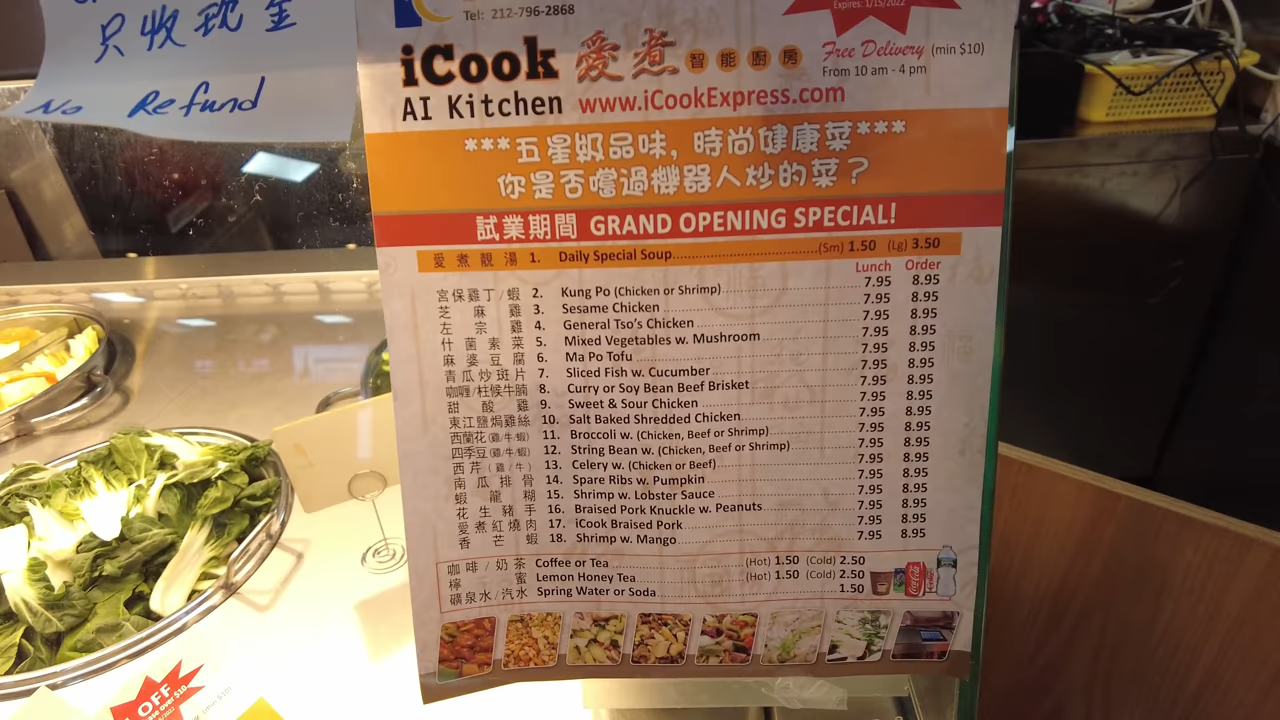 只收现金
No Refund
Tel: 212-796-2868
Expires: 1/15/2022
iCook 愛煮 智能廚房
AI Kitchen www.iCookExpress.com
Free Delivery (min $10)
From 10 am - 4 pm
***五星級品味, 時尚健康菜***
你是否嚐過機器人炒的菜？
試業期間 GRAND OPENING SPECIAL!
愛煮靚湯 1. Daily Special Soup (Sm) 1.50 (Lg) 3.50
Lunch Order
宮保雞丁/蝦 2. Kung Po (Chicken or Shrimp) 7.95 8.95
芝麻雞 3. Sesame Chicken 7.95 8.95
左宗雞 4. General Tso's Chicken 7.95 8.95
什菌素菜 5. Mixed Vegetables w. Mushroom 7.95 8.95
麻婆豆腐 6. Ma Po Tofu 7.95 8.95
青瓜炒斑片 7. Sliced Fish w. Cucumber 7.95 8.95
咖喱/柱候牛腩 8. Curry or Soy Bean Beef Brisket 7.95 8.95
甜酸雞 9. Sweet & Sour Chicken 7.95 8.95
東江鹽焗雞絲 10. Salt Baked Shredded Chicken 7.95 8.95
西蘭花(雞/牛/蝦) 11. Broccoli w. (Chicken, Beef or Shrimp) 7.95 8.95
四季豆(雞/牛/蝦) 12. String Bean w. (Chicken, Beef or Shrimp) 7.95 8.95
西芹(雞/牛) 13. Celery w. (Chicken or Beef) 7.95 8.95
南瓜排骨 14. Spare Ribs w. Pumpkin 7.95 8.95
蝦龍糊 15. Shrimp w. Lobster Sauce 7.95 8.95
花生豬手 16. Braised Pork Knuckle w. Peanuts 7.95 8.95
愛煮紅燒肉 17. iCook Braised Pork 7.95 8.95
香芒蝦 18. Shrimp w. Mango 7.95 8.95
咖啡/奶茶 Coffee or Tea (Hot) 1.50 (Cold) 2.50
檸蜜 Lemon Honey Tea (Hot) 1.50 (Cold) 2.50
礦泉水/汽水 Spring Water or Soda 1.50
OFF
over $10
(min $10)